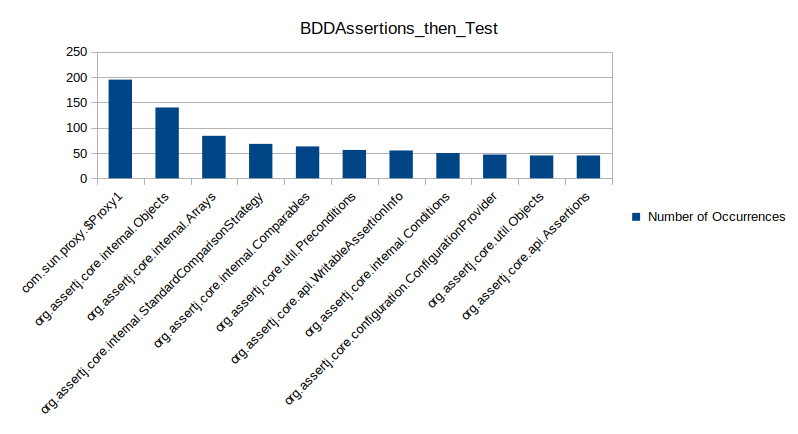 BDDAssertions_then_Test
250
200
150
100
50
0
com.sun.proxy.$Proxy1
org.assertj.core.internal.Objects
org.assertj.core.internal.Arrays
org.assertj.core.internal.StandardComparisonStrategy
org.assertj.core.internal.Comparables
org.assertj.core.util.Preconditions
org.assertj.core.api.WritableAssertionInfo
org.assertj.core.internal.Conditions
org.assertj.core.configuration.ConfigurationProvider
org.assertj.core.util.Objects
org.assertj.core.api.Assertions
Number of Occurrences